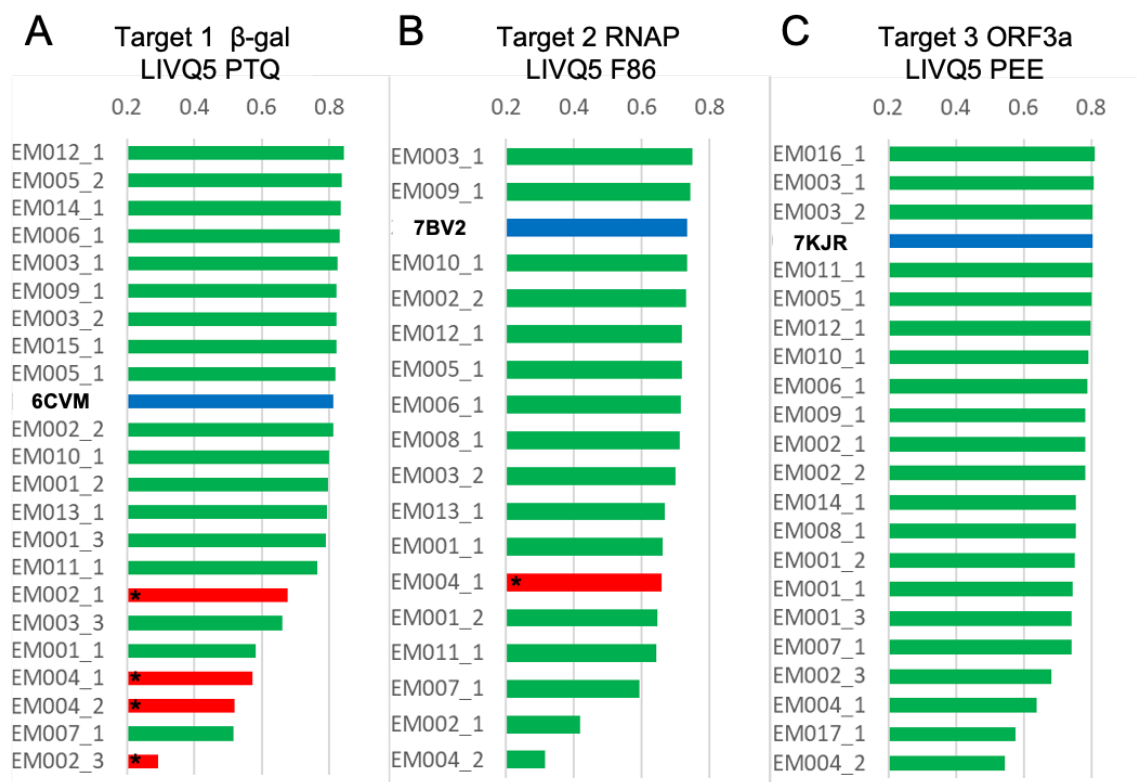 A
Target 1 β-gal
LIVQ5 PTQ
0.2 0.4 0.6 0.8
EM012_1
EM005_2
EM014_1
EM006_1
EM003_1
EM009_1
EM003_2
EM015_1
EM005_1
6CVM
EM002_2
EM010_1
EM001_2
EM013_1
EM001_3
EM011_1
EM002_1 *
EM003_3
EM001_1
EM004_1 *
EM004_2 *
EM007_1
EM002_3 *
B
Target 2 RNAP
LIVQ5 F86
0.2 0.4 0.6 0.8
EM003_1
EM009_1
7BV2
EM010_1
EM002_2
EM012_1
EM005_1
EM006_1
EM008_1
EM003_2
EM013_1
EM001_1
EM004_1 *
EM001_2
EM011_1
EM007_1
EM002_1
EM004_2
C
Target 3 ORF3a
LIVQ5 PEE
0.2 0.4 0.6 0.8
EM016_1
EM003_1
EM003_2
7KJR
EM011_1
EM005_1
EM012_1
EM010_1
EM006_1
EM009_1
EM002_1
EM002_2
EM014_1
EM008_1
EM001_2
EM001_1
EM001_3
EM007_1
EM002_3
EM004_1
EM017_1
EM004_2